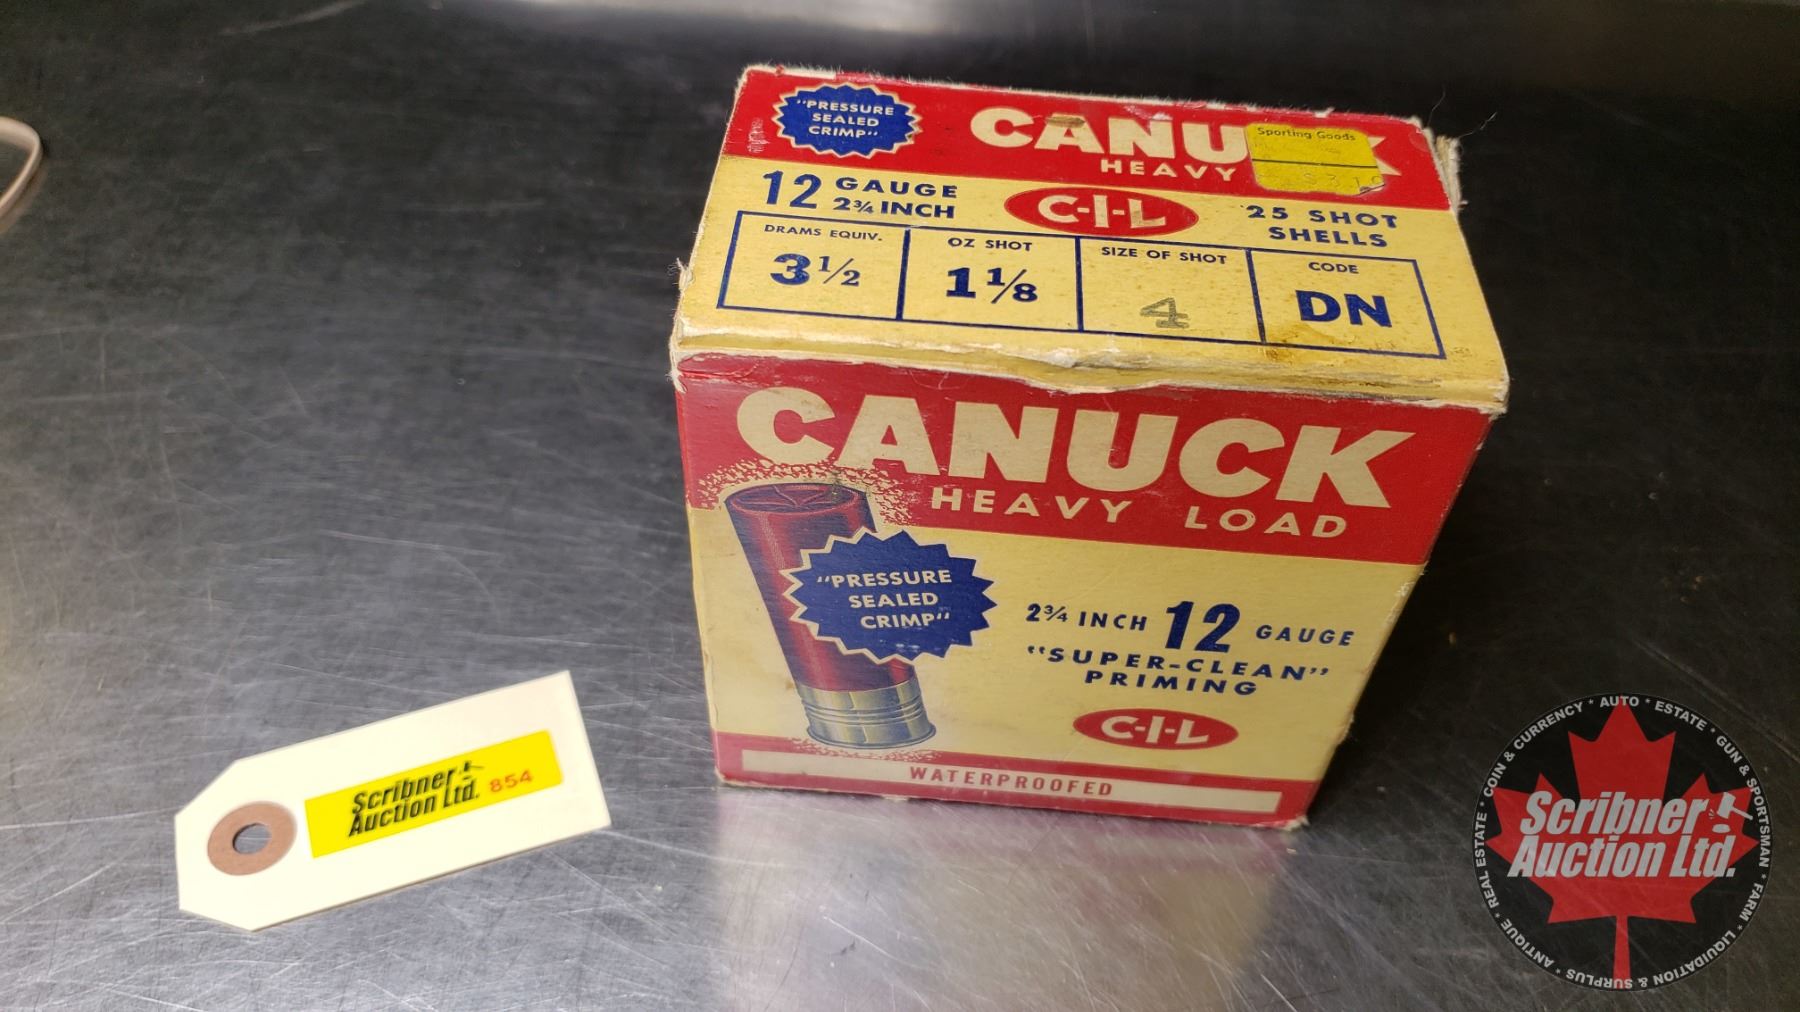 "PRESSURE
SEALED
CRIMP"
CANUCK
HEAVY
Sporting Goods
12 GAUGE
2¾ INCH
C-I-L
25 SHOT
SHELLS
DRAMS EQUIV.
3½
OZ SHOT
1⅛
SIZE OF SHOT
4
CODE
DN
CANUCK
HEAVY LOAD
"PRESSURE
SEALED
CRIMP"
2¾ INCH 12 GAUGE
"SUPER-CLEAN"
PRIMING
C-I-L
WATERPROOFED
Scribner
Auction Ltd. 854
Scribner
Auction Ltd.
ANTIQUE * REAL ESTATE * COIN & CURRENCY * AUTO * ESTATE * GUN & SPORTSMAN * FARM * LIQUIDATION & SURPLUS *